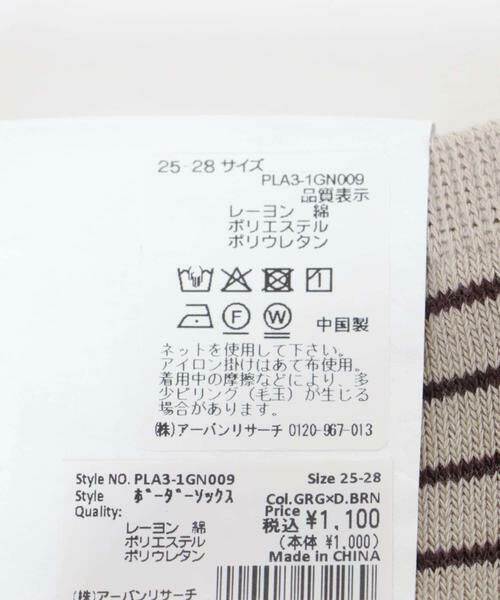 25-28 サイズ
PLA3-1GN009
品質表示
レーヨン 綿
ポリエステル
ポリウレタン
F W 中国製
ネットを使用して下さい。
アイロン掛けはあて布使用。
着用中の摩擦などにより、多
少ピリング(毛玉)が生じる
場合があります。
(株)アーバンリサーチ 0120-967-013
Style NO. PLA3-1GN009 Size 25-28
Style ﾎﾞｰﾀﾞｰｿｯｸｽ Col.GRG×D.BRN
Quality: Price
税込 ¥1,100
レーヨン 綿 (本体 ¥1,000)
ポリエステル Made in CHINA
ポリウレタン
(株)アーバンリサーチ